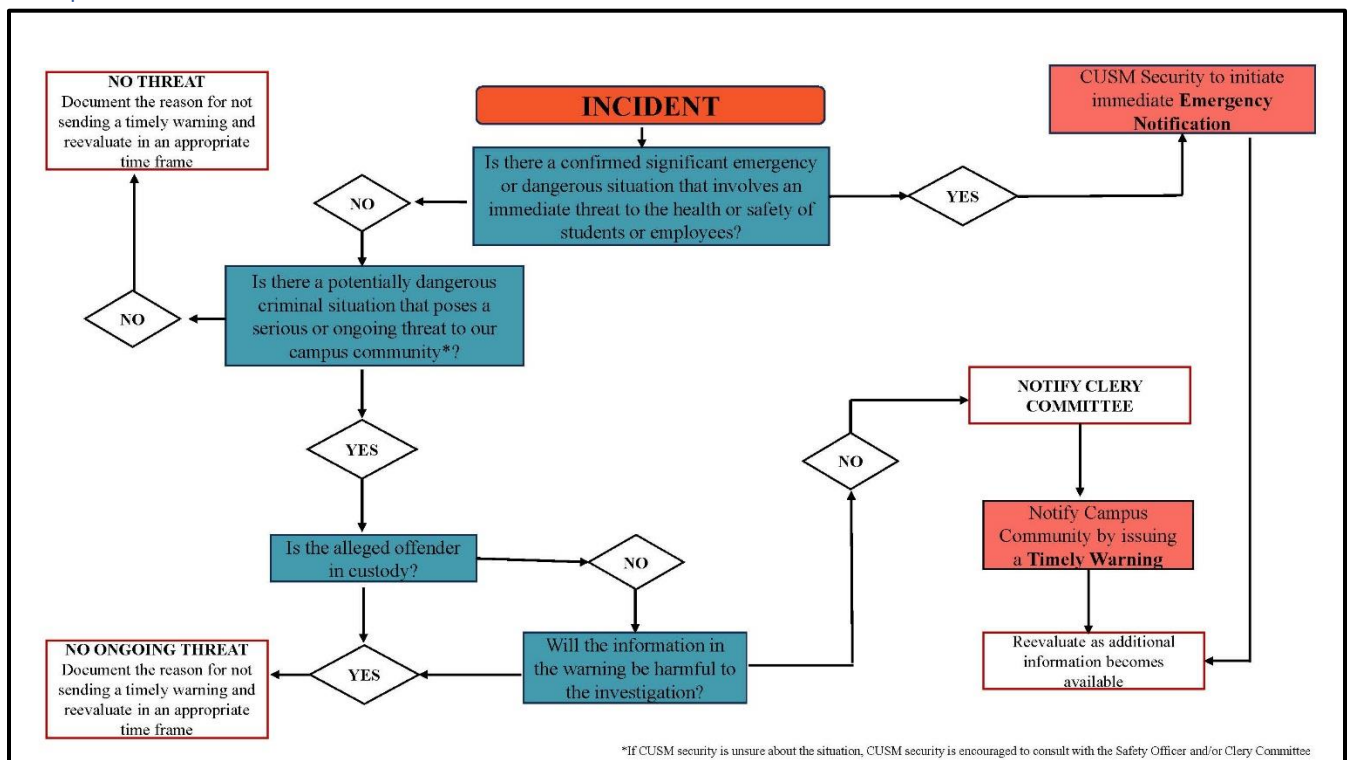 INCIDENT
NO THREAT
Document the reason for not
sending a timely warning and
reevaluate in an appropriate
time frame
CUSM Security to initiate
immediate Emergency
Notification
Is there a confirmed significant emergency
or dangerous situation that involves an
immediate threat to the health or safety of
students or employees?
NO
YES
Is there a potentially dangerous
criminal situation that poses a
serious or ongoing threat to our
campus community*?
NO
YES
NOTIFY CLERY
COMMITTEE
NO
Notify Campus
Community by issuing
a Timely Warning
Is the alleged offender
in custody?
NO
Reevaluate as additional
information becomes
available
Will the information in
the warning be harmful to
the investigation?
YES
NO ONGOING THREAT
Document the reason for not
sending a timely warning and
reevaluate in an appropriate
time frame
*If CUSM security is unsure about the situation, CUSM security is encouraged to consult with the Safety Officer and/or Clery Committee